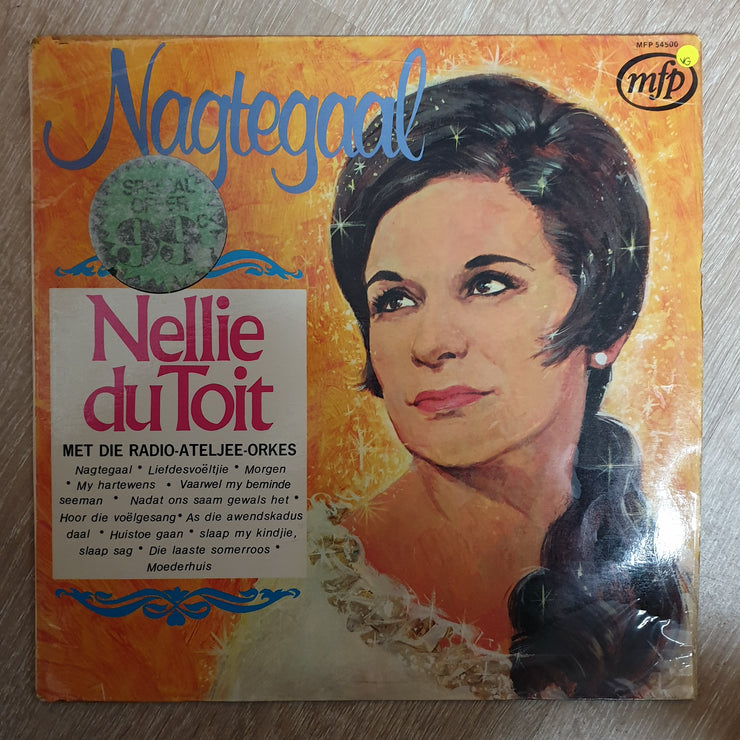 MFP 54506
mfp
VG
Nagtegaal
SPECIAL
OFFER
99c
Nellie
du Toit
MET DIE RADIO-ATELJEE-ORKES
Nagtegaal * Liefdesvoëltjie * Morgen
* My hartewens • Vaarwel my beminde
seeman * Nadat ons saam gewals het *
Hoor die voëlgesang* As die awendskadus
daal * Huistoe gaan * slaap my kindjie,
slaap sag * Die laaste somerroos *
Moederhuis